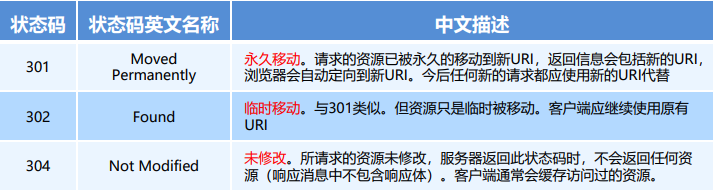 状态码 状态码英文名称 中文描述
301 Moved Permanently 永久移动。请求的资源已被永久的移动到新URI，返回信息会包括新的URI，
浏览器会自动定向到新URI。今后任何新的请求都应使用新的URI代替
302 Found 临时移动。与301类似。但资源只是临时被移动。客户端应继续使用原有
URI
304 Not Modified 未修改。所请求的资源未修改，服务器返回此状态码时，不会返回任何资
源（响应消息中不包含响应体）。客户端通常会缓存访问过的资源。